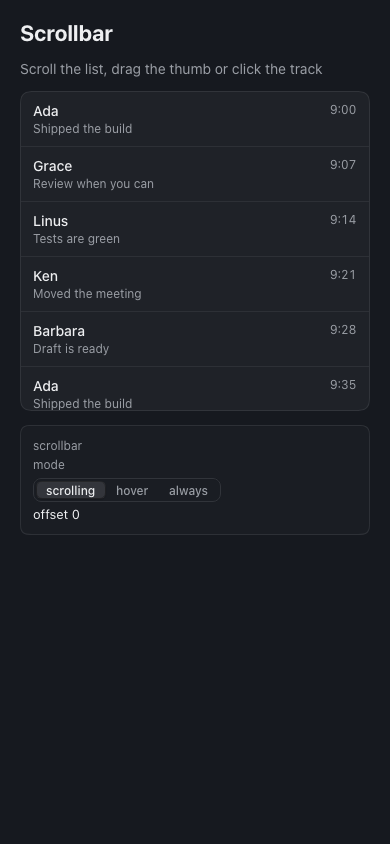 Scrollbar
Scroll the list, drag the thumb or click the track
Ada 9:00
Shipped the build
Grace 9:07
Review when you can
Linus 9:14
Tests are green
Ken 9:21
Moved the meeting
Barbara 9:28
Draft is ready
Ada 9:35
Shipped the build
scrollbar
mode
scrolling hover always
offset 0